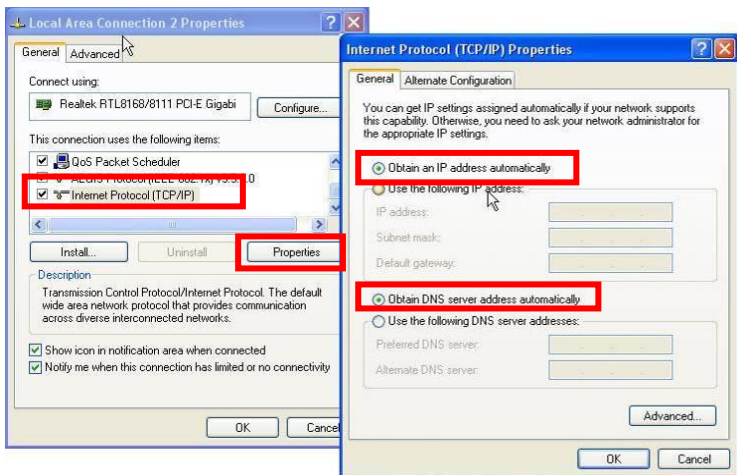 Local Area Connection 2 Properties
General
Advanced
Connect using:
Realtek RTL8168/8111 PCI-E Gigabi
Configure...
This connection uses the following items:
QoS Packet Scheduler
Internet Protocol (TCP/IP)
Install...
Uninstall
Properties
Description
Transmission Control Protocol/Internet Protocol. The default
wide area network protocol that provides communication
across diverse interconnected networks.
Show icon in notification area when connected
Notify me when this connection has limited or no connectivity
OK
Cancel
Internet Protocol (TCP/IP) Properties
General
Alternate Configuration
You can get IP settings assigned automatically if your network supports
this capability. Otherwise, you need to ask your network administrator for
the appropriate IP settings.
Obtain an IP address automatically
Use the following IP address:
IP address:
Subnet mask:
Default gateway:
Obtain DNS server address automatically
Use the following DNS server addresses:
Preferred DNS server:
Alternate DNS server:
Advanced...
OK
Cancel